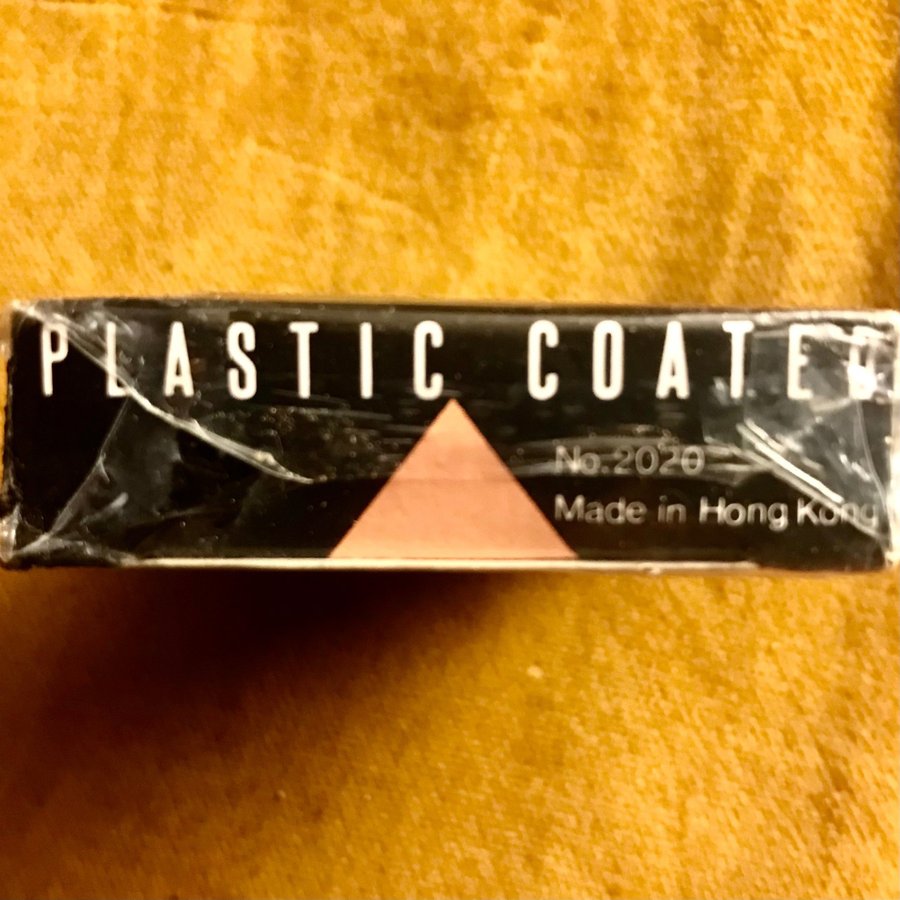 PLASTIC COATED
No.2020
Made in Hong Kong